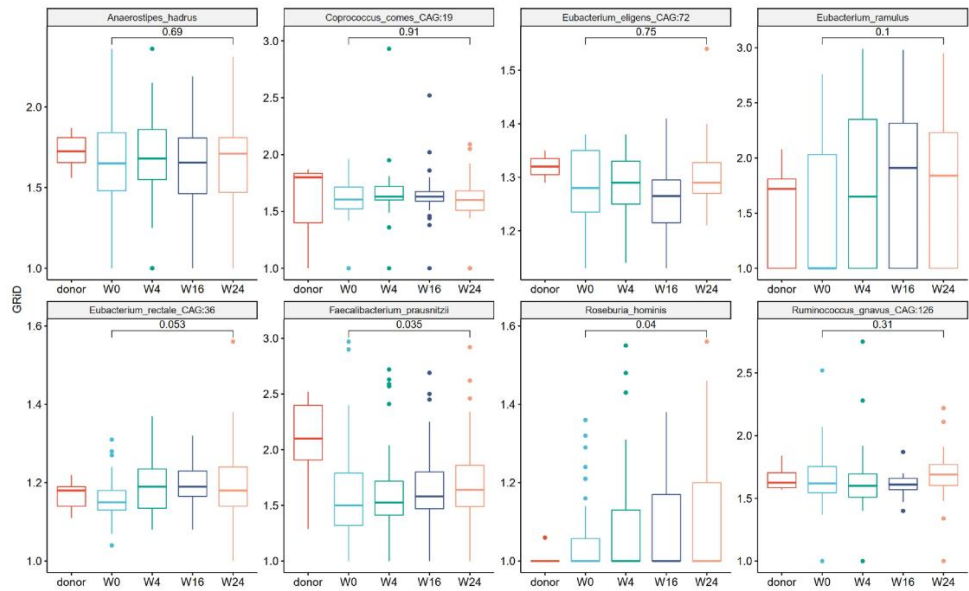 Anaerostipes_hadrus
Coprococcus_comes_CAG:19
Eubacterium_eligens_CAG:72
Eubacterium_ramulus
0.69
0.91
0.75
0.1
2.0
1.5
1.0
3.0
2.5
2.0
1.5
1.0
1.5
1.4
1.3
1.2
3.0
2.5
2.0
1.5
1.0
donor W0 W4 W16 W24
donor W0 W4 W16 W24
donor W0 W4 W16 W24
donor W0 W4 W16 W24
GRiD
Eubacterium_rectale_CAG:36
Faecalibacterium_prausnitzii
Roseburia_hominis
Ruminococcus_gnavus_CAG:126
0.053
0.035
0.04
0.31
1.6
1.4
1.2
1.0
3.0
2.5
2.0
1.5
1.0
1.6
1.4
1.2
1.0
2.5
2.0
1.5
1.0
donor W0 W4 W16 W24
donor W0 W4 W16 W24
donor W0 W4 W16 W24
donor W0 W4 W16 W24